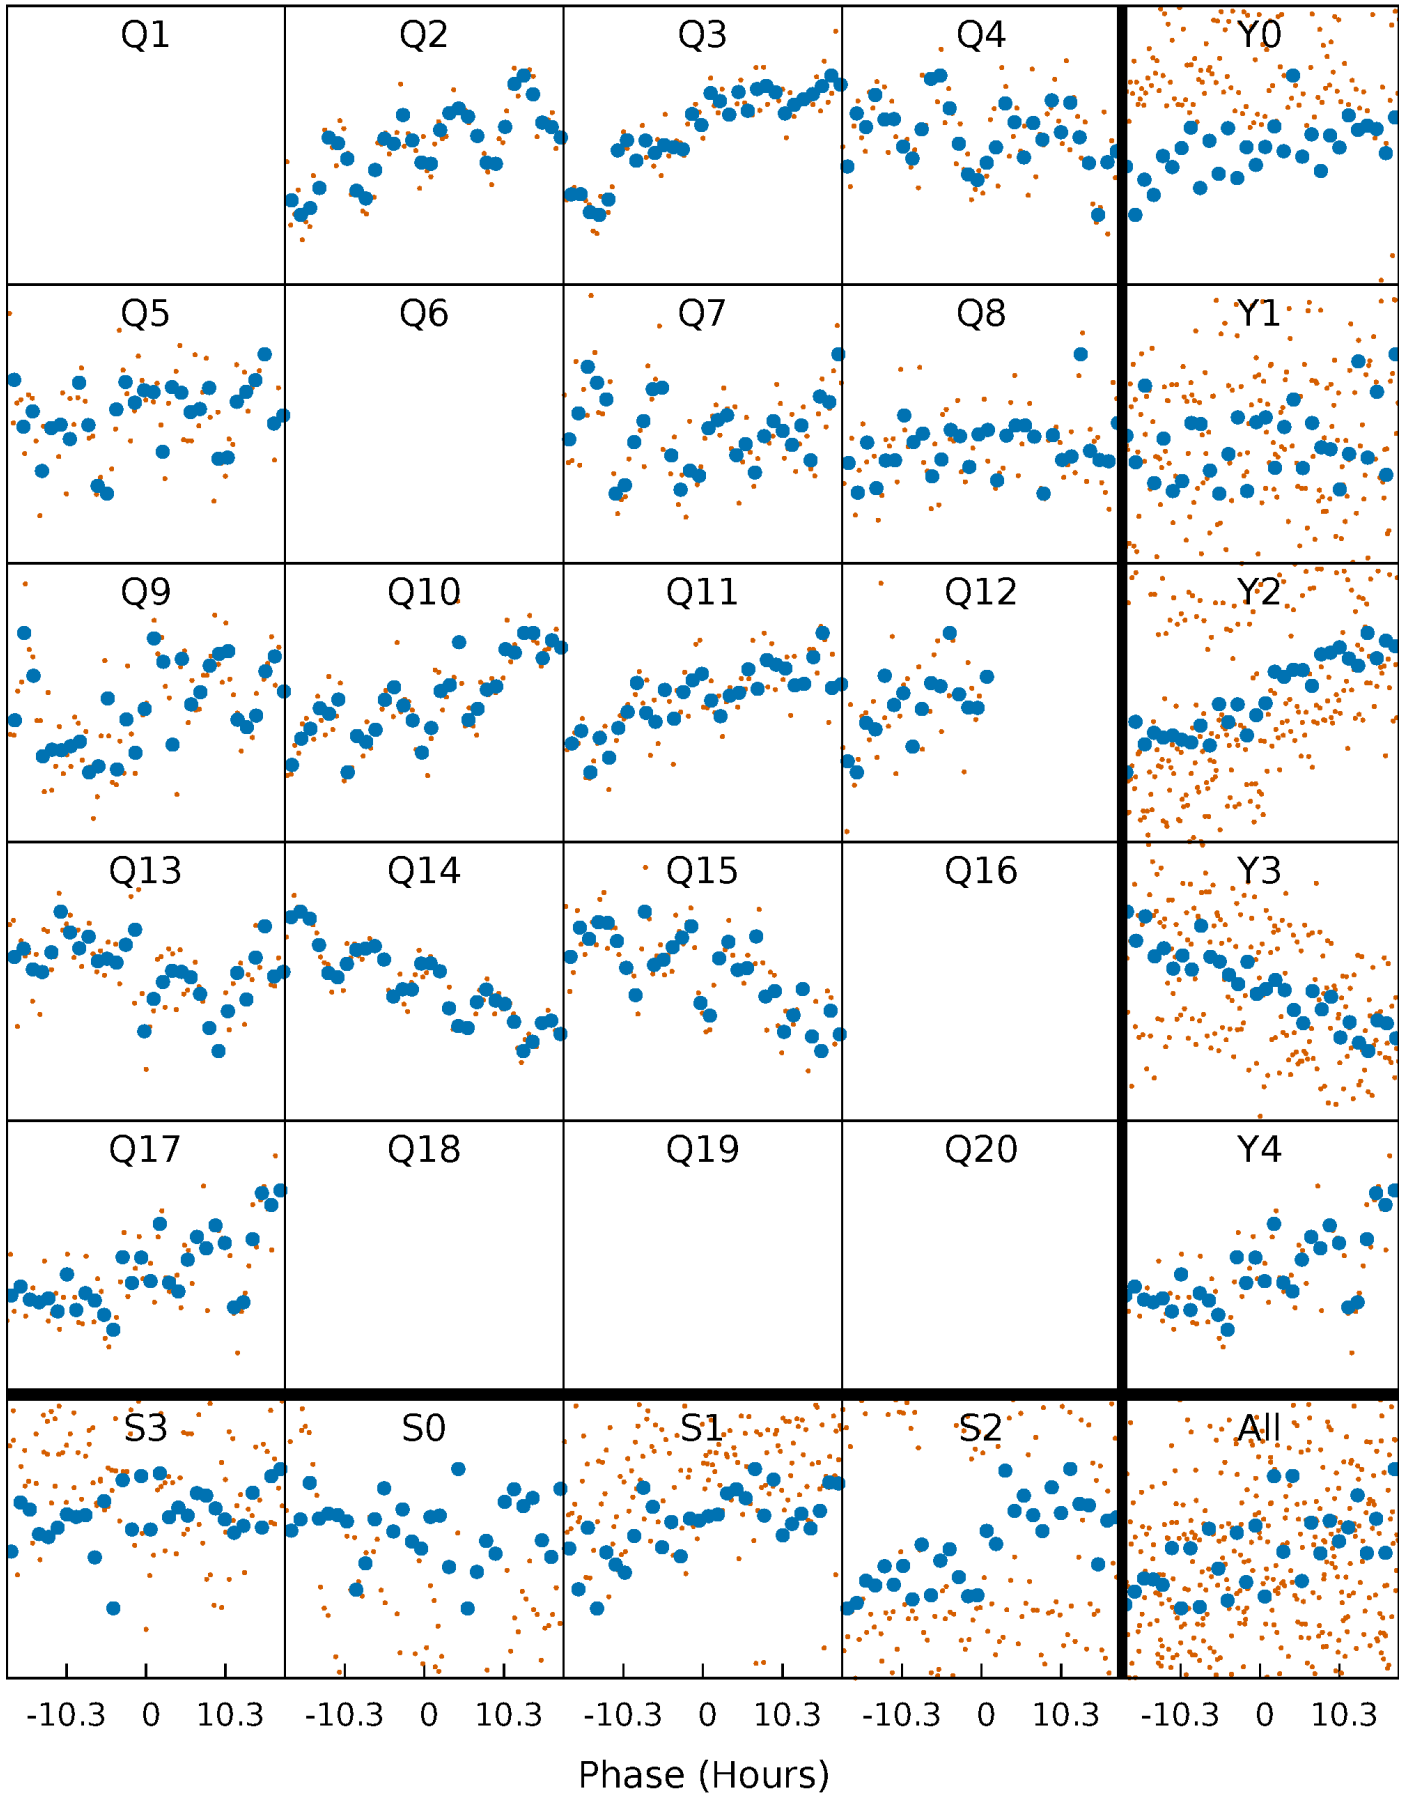 Q1 Q2 Q3 Q4 Y0
Q5 Q6 Q7 Q8 Y1
Q9 Q10 Q11 Q12 Y2
Q13 Q14 Q15 Q16 Y3
Q17 Q18 Q19 Q20 Y4
S3 S0 S1 S2 All
-10.3 0 10.3 -10.3 0 10.3 -10.3 0 10.3 -10.3 0 10.3 -10.3 0 10.3
Phase (Hours)